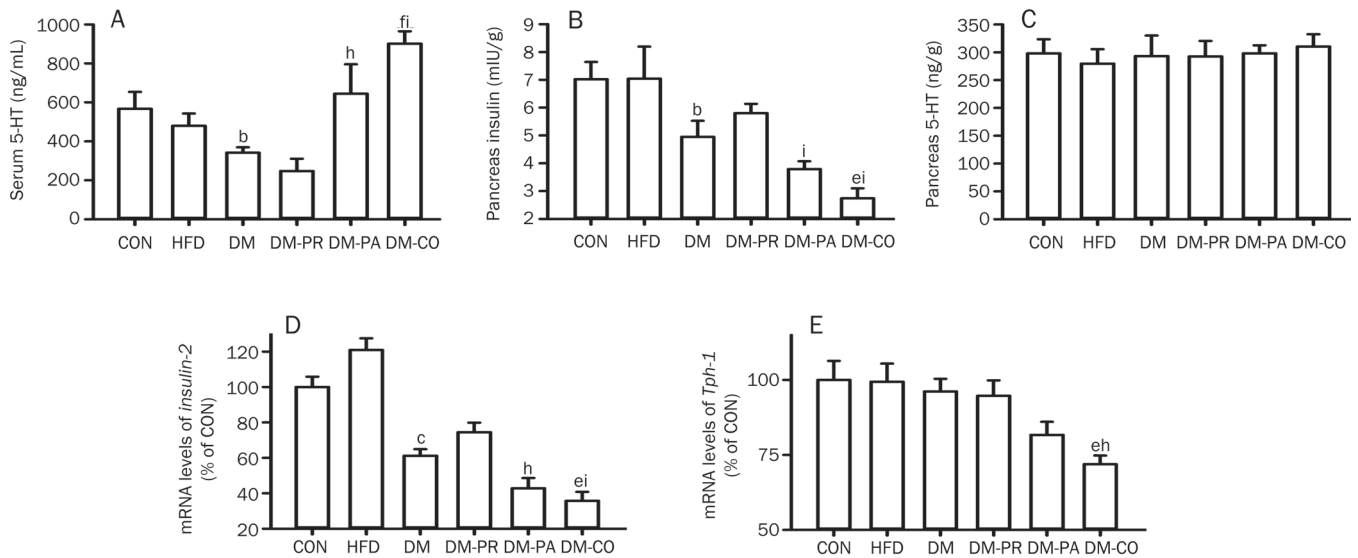 A
Serum 5-HT (ng/mL)
1000
800
600
400
200
0
b
h
fi
CON HFD DM DM-PR DM-PA DM-CO
B
Pancreas insulin (mIU/g)
9
8
7
6
5
4
3
2
b
i
ei
CON HFD DM DM-PR DM-PA DM-CO
C
Pancreas 5-HT (ng/g)
350
300
250
200
150
100
50
0
CON HFD DM DM-PR DM-PA DM-CO
D
mRNA levels of insulin-2
(% of CON)
120
100
80
60
40
20
c
h
ei
CON HFD DM DM-PR DM-PA DM-CO
E
mRNA levels of Tph-1
(% of CON)
100
75
50
eh
CON HFD DM DM-PR DM-PA DM-CO